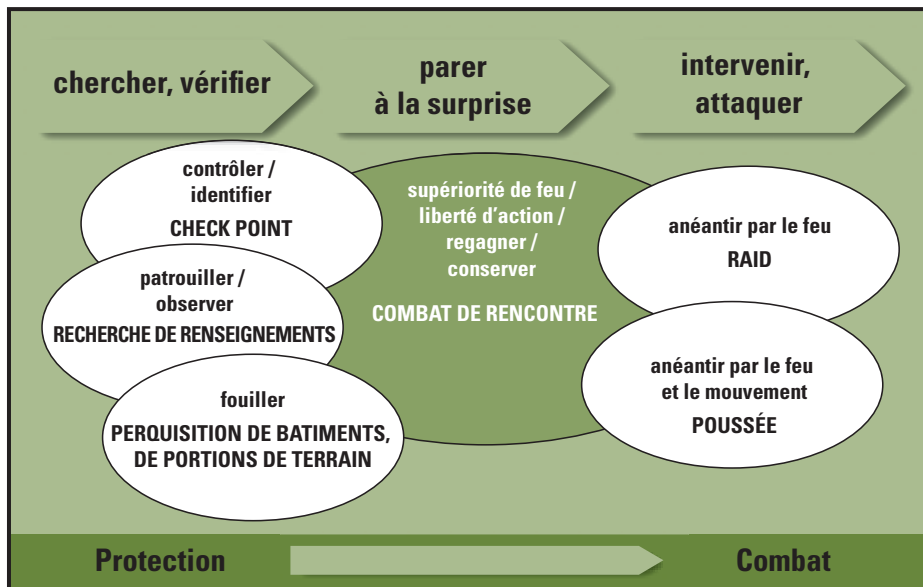 chercher, vérifier
parer
à la surprise
intervenir,
attaquer
contrôler /
identifier
CHECK POINT
patrouiller /
observer
RECHERCHE DE RENSEIGNEMENTS
fouiller
PERQUISITION DE BATIMENTS,
DE PORTIONS DE TERRAIN
supériorité de feu /
liberté d’action /
regagner /
conserver
COMBAT DE RENCONTRE
anéantir par le feu
RAID
anéantir par le feu
et le mouvement
POUSSÉE
Protection
Combat